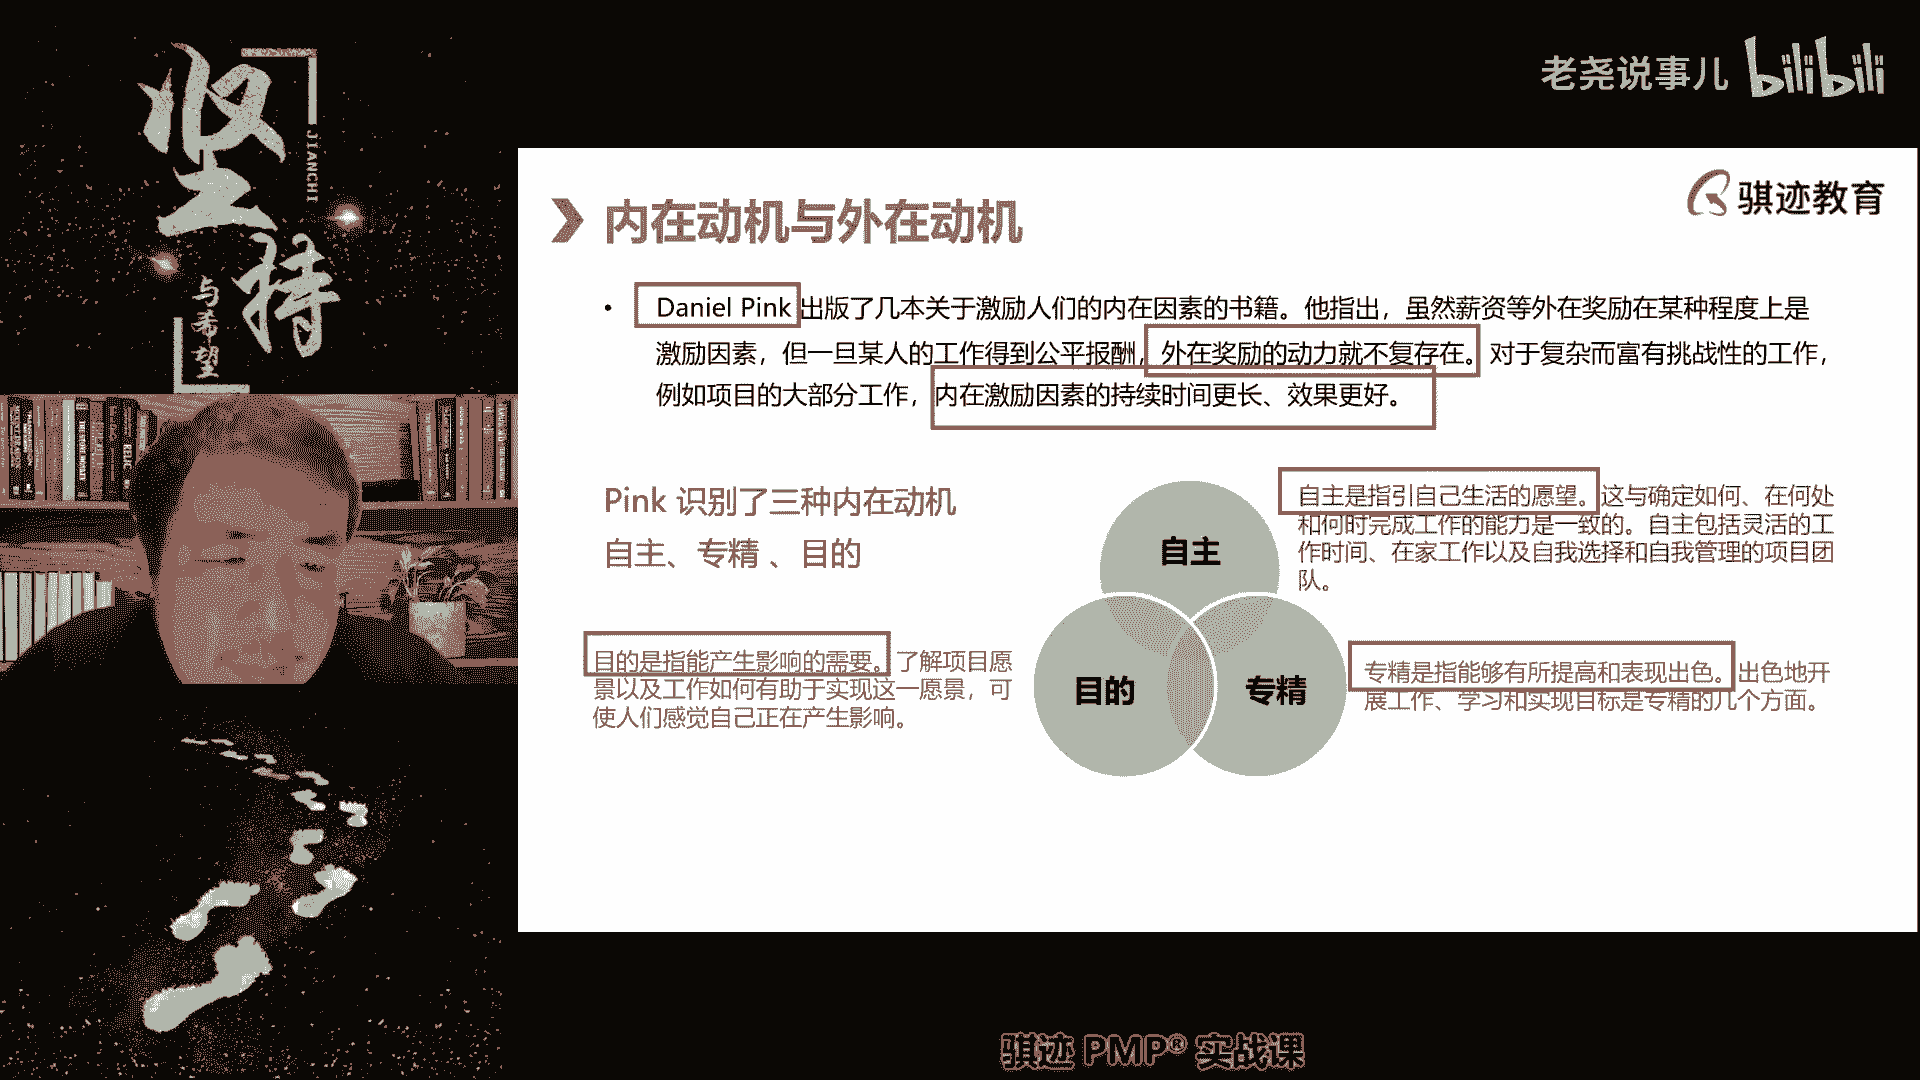 坚持
JIANCHI
与希望
老尧说事儿 bilibili
骐迹教育
内在动机与外在动机
• Daniel Pink 出版了几本关于激励人们的内在因素的书籍。他指出，虽然薪资等外在奖励在某种程度上是
激励因素，但一旦某人的工作得到公平报酬，外在奖励的动力就不复存在。对于复杂而富有挑战性的工作，
例如项目的大部分工作，内在激励因素的持续时间更长、效果更好。
Pink 识别了三种内在动机
自主、专精 、目的
自主
自主是指引自己生活的愿望。这与确定如何、在何处
和何时完成工作的能力是一致的。自主包括灵活的工
作时间、在家工作以及自我选择和自我管理的项目团
队。
目的是指能产生影响的需要。了解项目愿
景以及工作如何有助于实现这一愿景，可
使人们感觉自己正在产生影响。
目的
专精
专精是指能够有所提高和表现出色。出色地开
展工作、学习和实现目标是专精的几个方面。
骐迹 PMP® 实战课